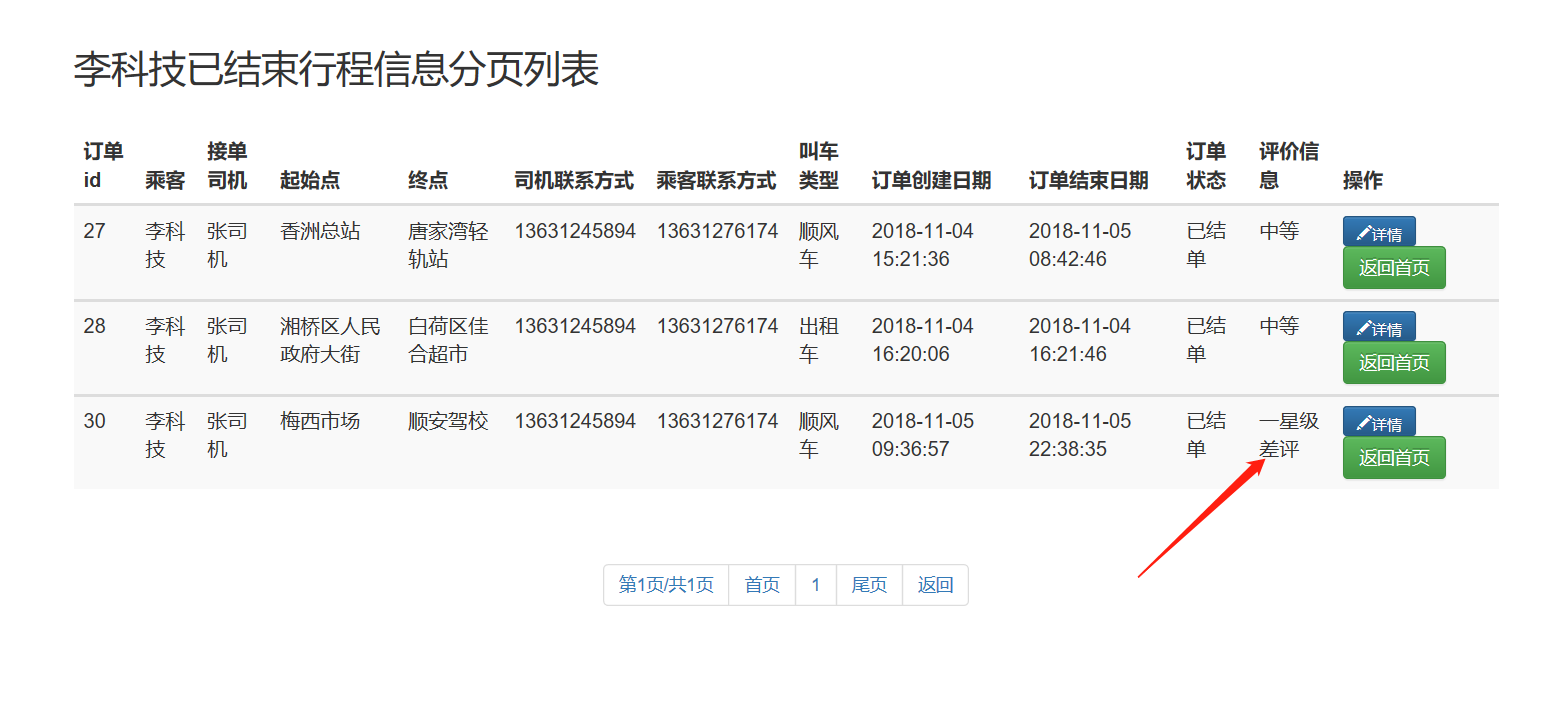 李科技已结束行程信息分页列表
订单id 乘客 接单司机 起始点 终点 司机联系方式 乘客联系方式 叫车类型 订单创建日期 订单结束日期 订单状态 评价信息 操作
27 李科技 张司机 香洲总站 唐家湾轻轨站 13631245894 13631276174 顺风车 2018-11-04 15:21:36 2018-11-05 08:42:46 已结单 中等 详情 返回首页
28 李科技 张司机 湘桥区人民政府大街 白荷区佳合超市 13631245894 13631276174 出租车 2018-11-04 16:20:06 2018-11-04 16:21:46 已结单 中等 详情 返回首页
30 李科技 张司机 梅西市场 顺安驾校 13631245894 13631276174 顺风车 2018-11-05 09:36:57 2018-11-05 22:38:35 已结单 一星级差评 详情 返回首页
第1页/共1页 首页 1 尾页 返回